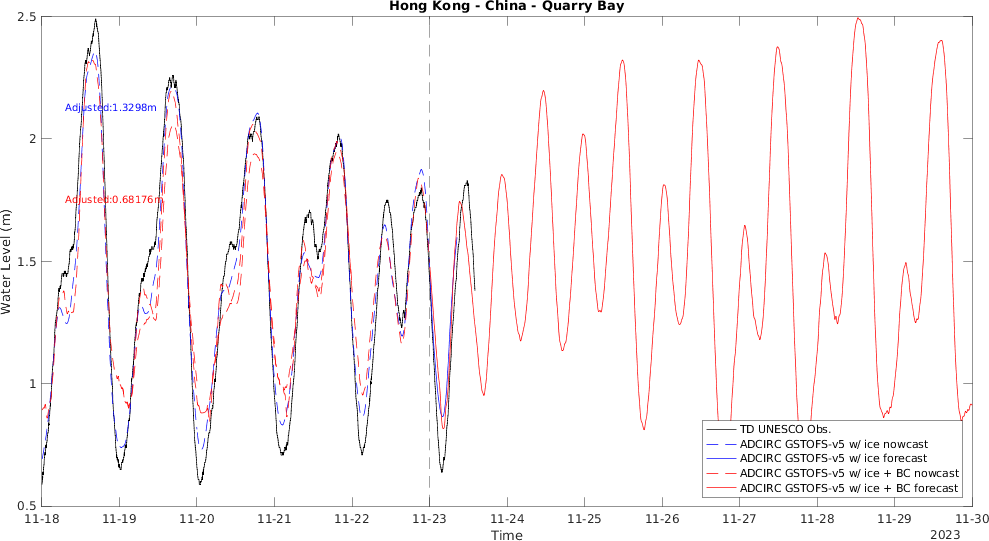 Hong Kong - China - Quarry Bay
2.5
2
1.5
1
0.5
Water Level (m)
Adjusted:1.3298m
Adjusted:0.68176m
TD UNESCO Obs.
ADCIRC GSTOFS-v5 w/ ice nowcast
ADCIRC GSTOFS-v5 w/ ice forecast
ADCIRC GSTOFS-v5 w/ ice + BC nowcast
ADCIRC GSTOFS-v5 w/ ice + BC forecast
11-18 11-19 11-20 11-21 11-22 11-23 11-24 11-25 11-26 11-27 11-28 11-29 11-30
Time
2023